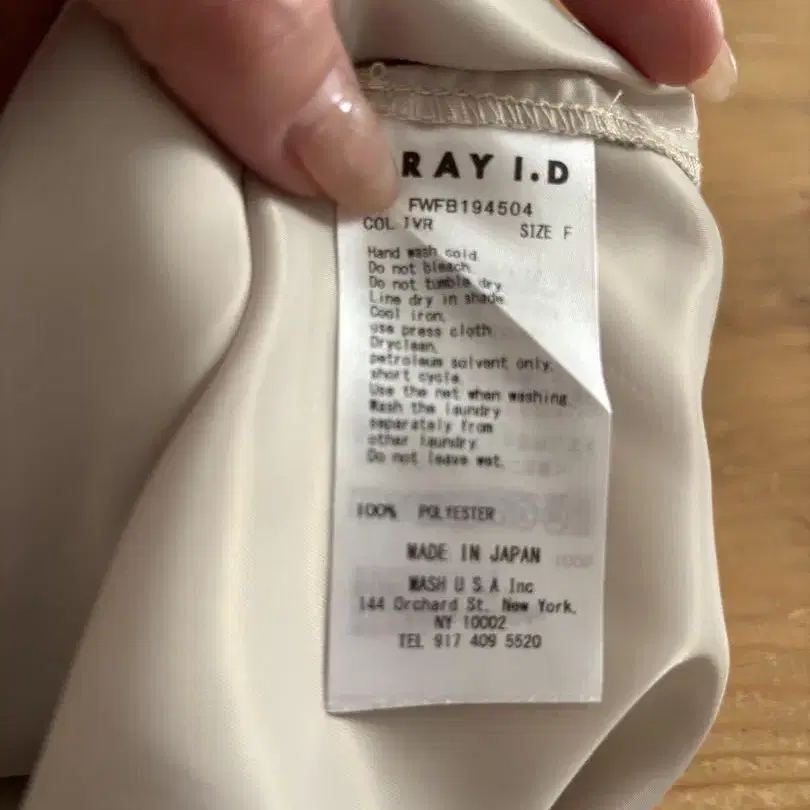 RAY I.D
FWFB194504
COL IVR SIZE F
Hand wash cold
Do not bleach
Do not tumble dry
Line dry in shade
Cool iron,
use press cloth
Dryclean,
petroleum solvent only,
short cycle
Use the net when washing.
Wash the laundry
separately from
other laundry
Do not leave wet.
100% POLYESTER
MADE IN JAPAN
MASH U S A Inc
144 Orchard St. New York,
NY 10002
TEL 917 409 5520